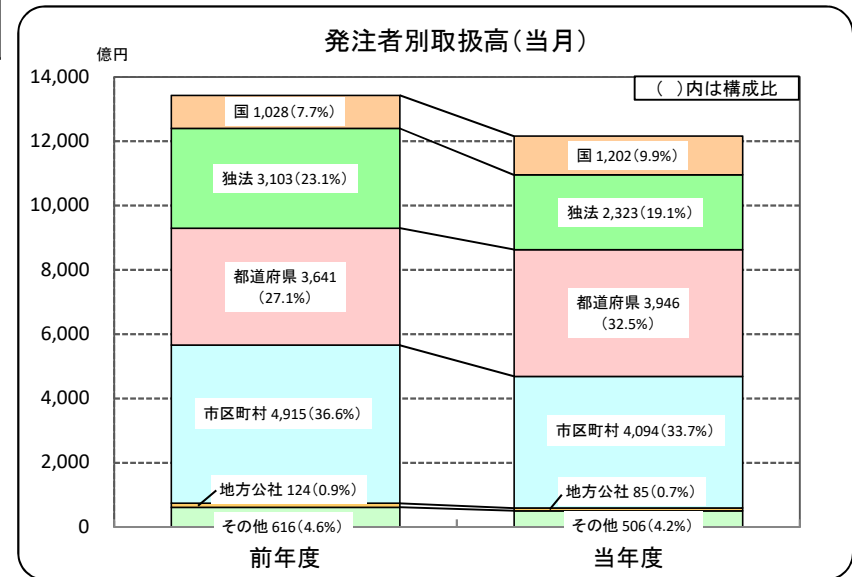 発注者別取扱高(当月)
億円
( )内は構成比
14,000
12,000
10,000
8,000
6,000
4,000
2,000
0
国 1,028(7.7%)
独法 3,103(23.1%)
都道府県 3,641
(27.1%)
市区町村 4,915(36.6%)
地方公社 124(0.9%)
その他 616(4.6%)
国 1,202(9.9%)
独法 2,323(19.1%)
都道府県 3,946
(32.5%)
市区町村 4,094(33.7%)
地方公社 85(0.7%)
その他 506(4.2%)
前年度
当年度